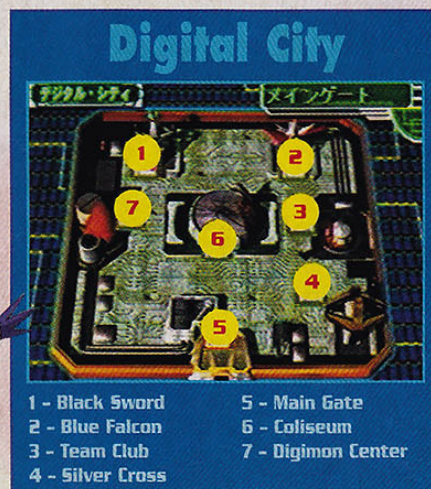 Digital City
デジタル・シティ
メインゲート
1
2
7
3
6
4
5
1 - Black Sword
2 - Blue Falcon
3 - Team Club
4 - Silver Cross
5 - Main Gate
6 - Coliseum
7 - Digimon Center